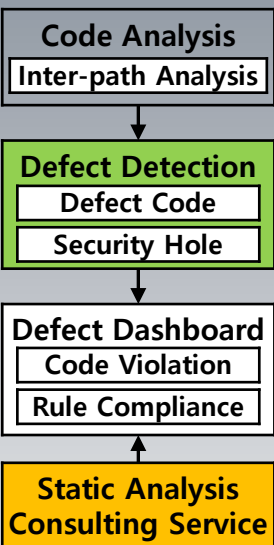 Code Analysis
Inter-path Analysis
Defect Detection
Defect Code
Security Hole
Defect Dashboard
Code Violation
Rule Compliance
Static Analysis
Consulting Service